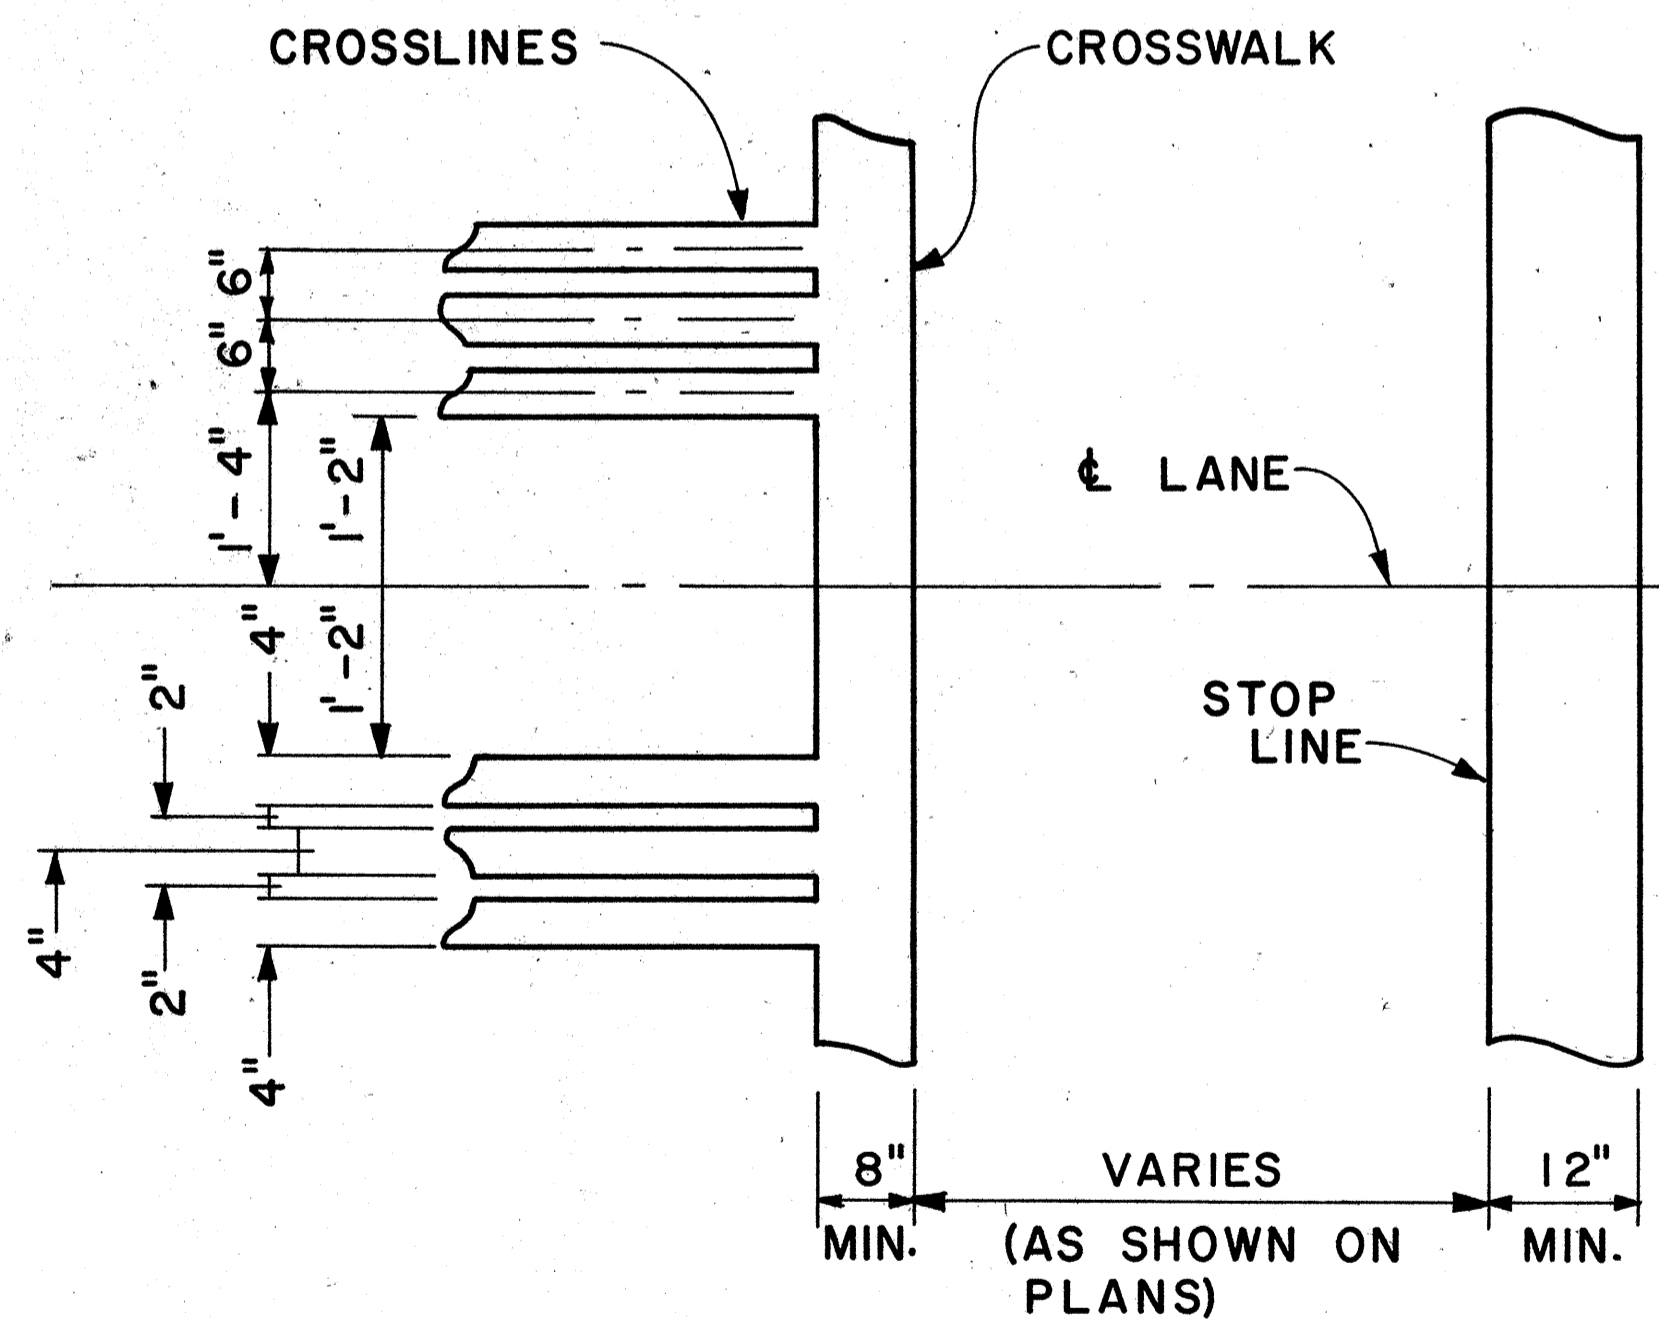 CROSSLINES
CROSSWALK
6"
6"
1'-4"
1'-2"
℄ LANE
4"
1'-2"
2"
STOP
LINE
4"
2"
4"
8"
MIN.
VARIES
(AS SHOWN ON
PLANS)
12"
MIN.